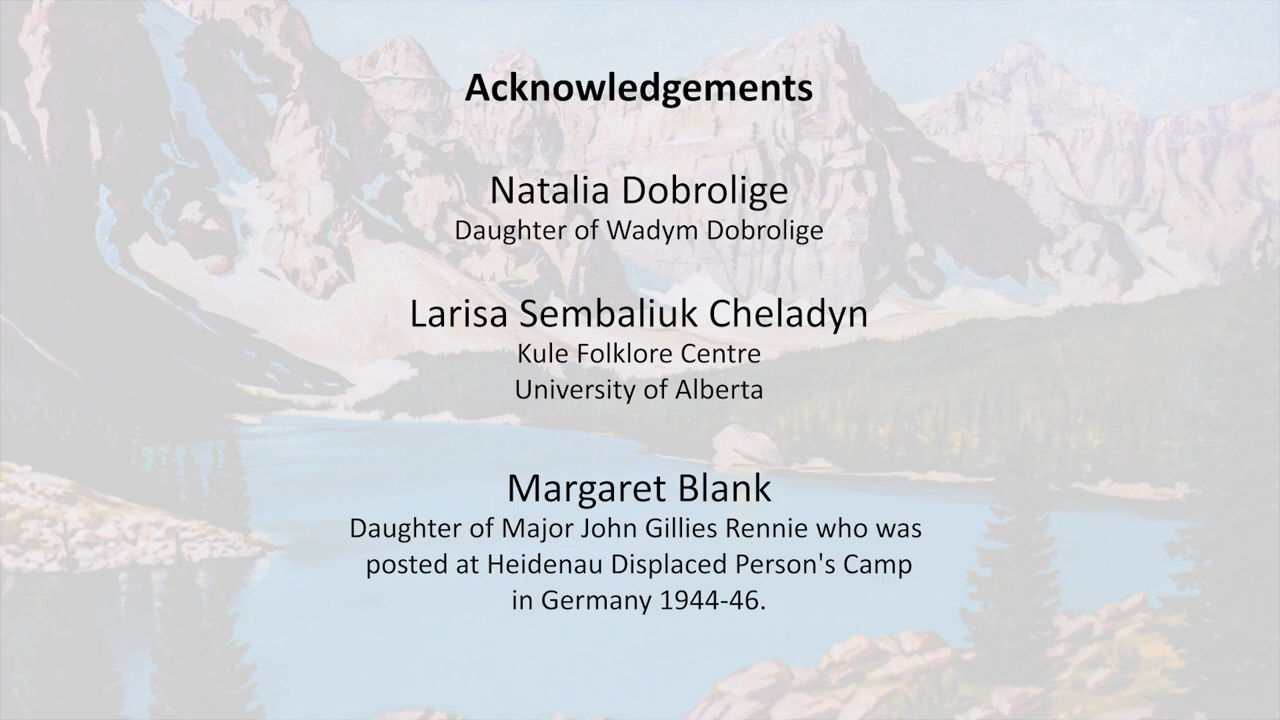 Acknowledgements
Natalia Dobrolige
Daughter of Wadym Dobrolige
Larisa Sembaliuk Cheladyn
Kule Folklore Centre
University of Alberta
Margaret Blank
Daughter of Major John Gillies Rennie who was
posted at Heidenau Displaced Person's Camp
in Germany 1944-46.